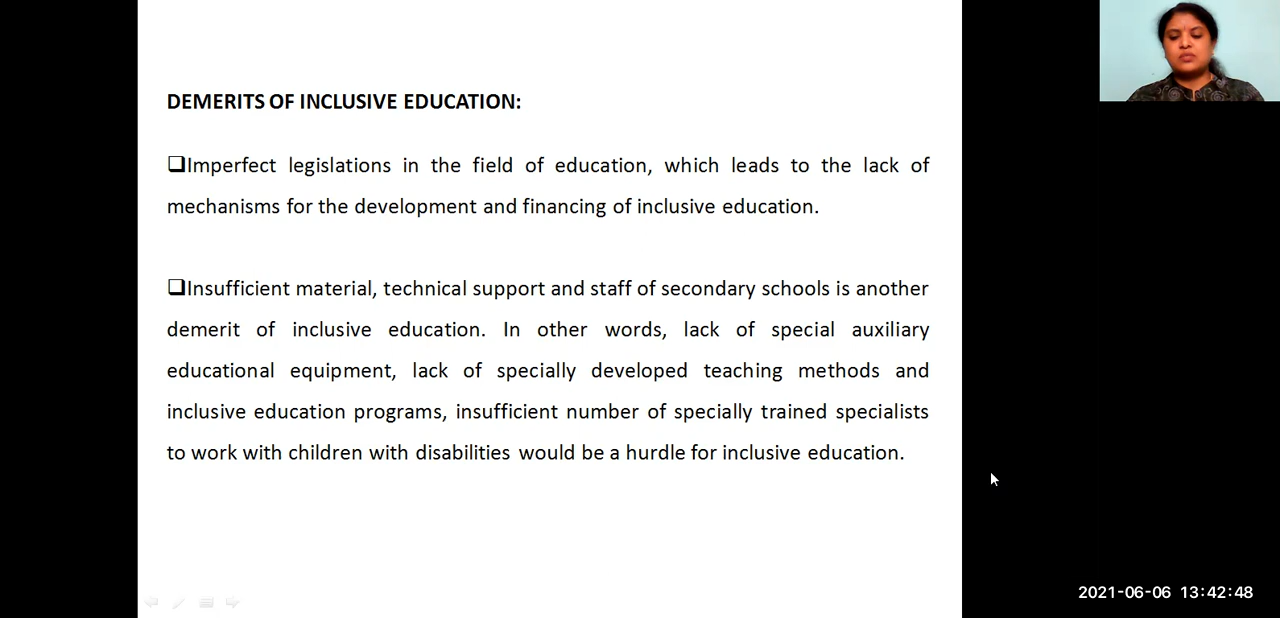 DEMERITS OF INCLUSIVE EDUCATION:
❑Imperfect legislations in the field of education, which leads to the lack of
mechanisms for the development and financing of inclusive education.
❑Insufficient material, technical support and staff of secondary schools is another
demerit of inclusive education. In other words, lack of special auxiliary
educational equipment, lack of specially developed teaching methods and
inclusive education programs, insufficient number of specially trained specialists
to work with children with disabilities would be a hurdle for inclusive education.
2021-06-06 13:42:48